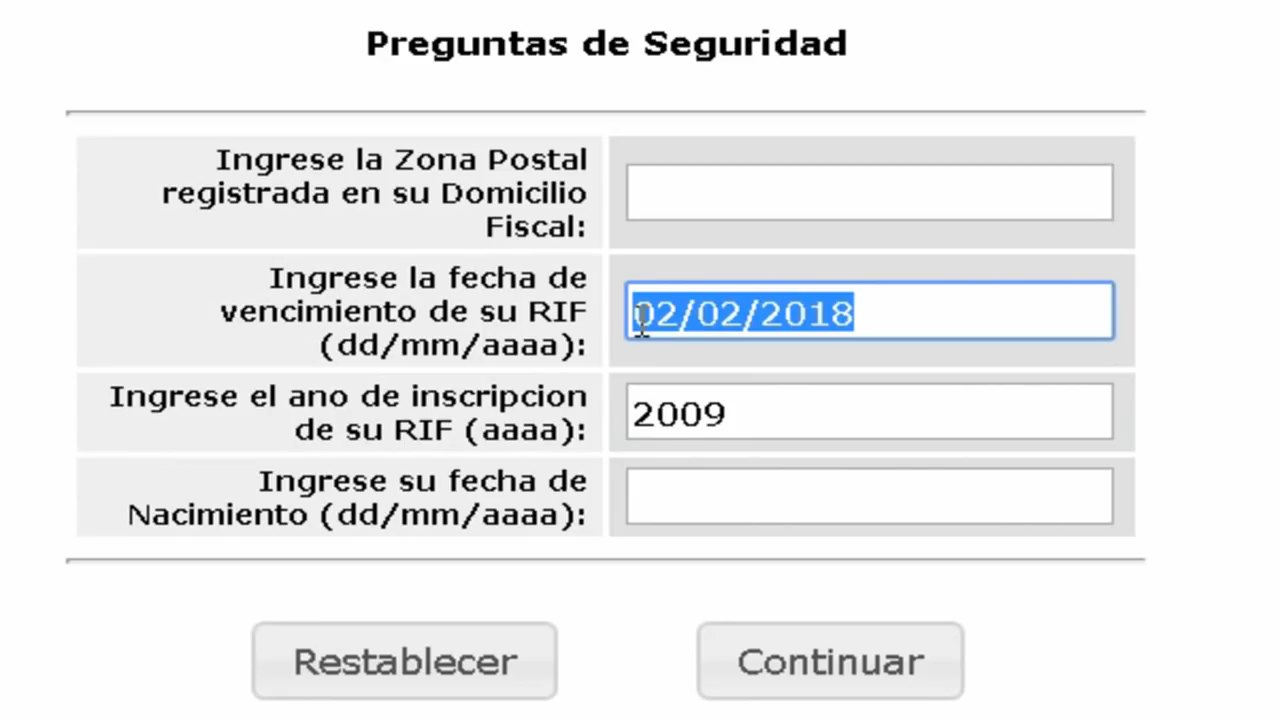 Preguntas de Seguridad
Ingrese la Zona Postal
registrada en su Domicilio
Fiscal:
Ingrese la fecha de
vencimiento de su RIF
(dd/mm/aaaa):
02/02/2018
Ingrese el ano de inscripcion
de su RIF (aaaa):
2009
Ingrese su fecha de
Nacimiento (dd/mm/aaaa):
Restablecer
Continuar